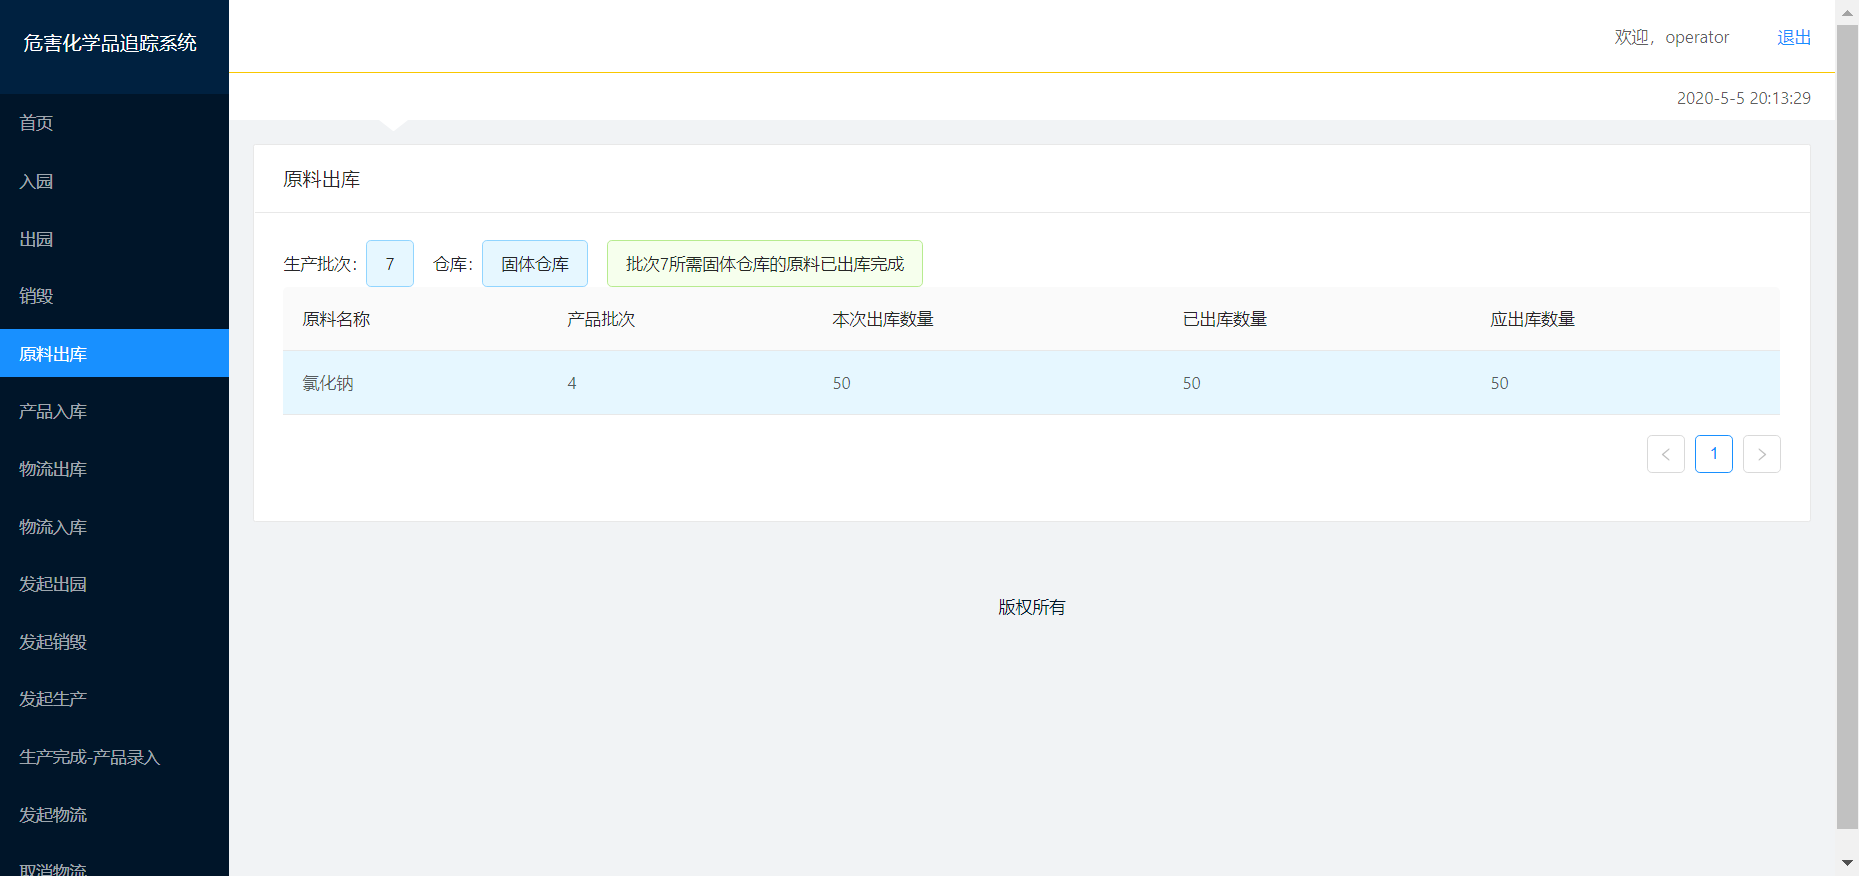 危害化学品追踪系统
欢迎，operator 退出
2020-5-5 20:13:29
首页
入园
出园
销毁
原料出库
产品入库
物流出库
物流入库
发起出园
发起销毁
发起生产
生产完成-产品录入
发起物流
取消物流
原料出库
生产批次： 7 仓库： 固体仓库 批次7所需固体仓库的原料已出库完成
原料名称 产品批次 本次出库数量 已出库数量 应出库数量
氯化钠 4 50 50 50
< 1 >
版权所有